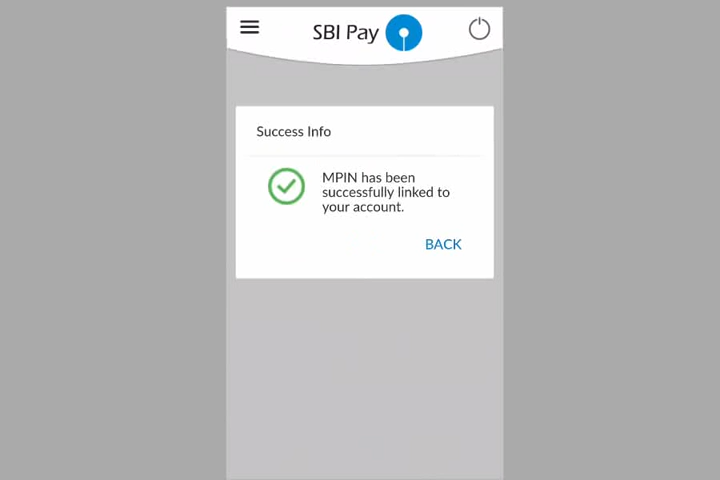 SBI Pay
Success Info
MPIN has been
successfully linked to
your account.
BACK